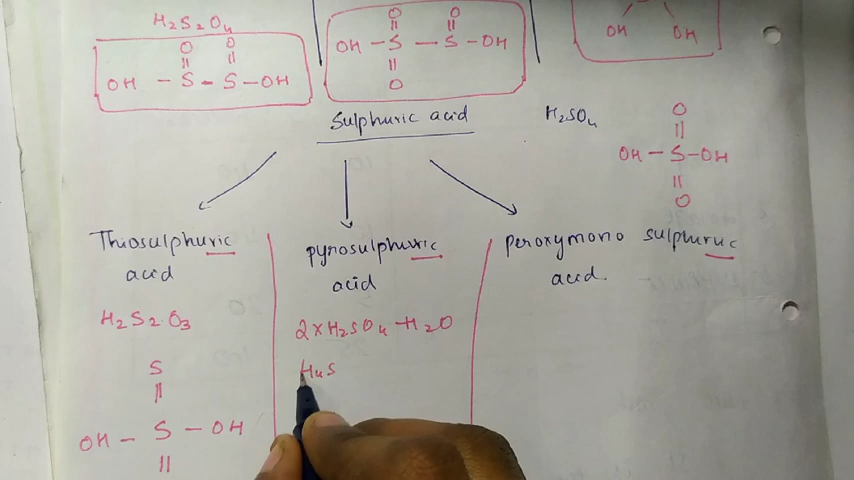 H2S2O4
O O
OH - S - S - OH
O O
OH - S - S - OH
O
OH OH
Sulphuric acid
H2SO4
O
OH - S - OH
O
Thiosulphuric
acid
H2S2O3
S
OH - S - OH
pyrosulphuric
acid
2 x H2SO4 - H2O
H4S
peroxymono sulphuruc
acid.